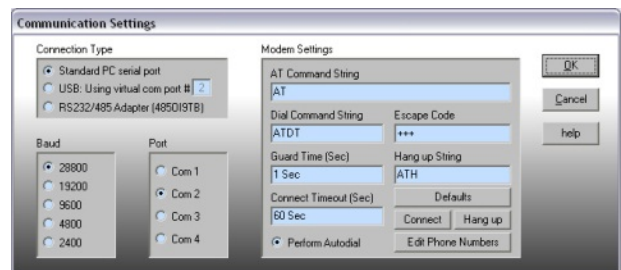 Communication Settings
Connection Type
Standard PC serial port
USB: Using virtual com port # 2
RS232/485 Adapter (485OI9TB)
Baud
28800
19200
9600
4800
2400
Port
Com 1
Com 2
Com 3
Com 4
Modem Settings
AT Command String
AT
Dial Command String
ATDT
Escape Code
+++
Guard Time (Sec)
1 Sec
Hang up String
ATH
Connect Timeout (Sec)
60 Sec
Defaults
Connect
Hang up
Perform Autodial
Edit Phone Numbers
OK
Cancel
help